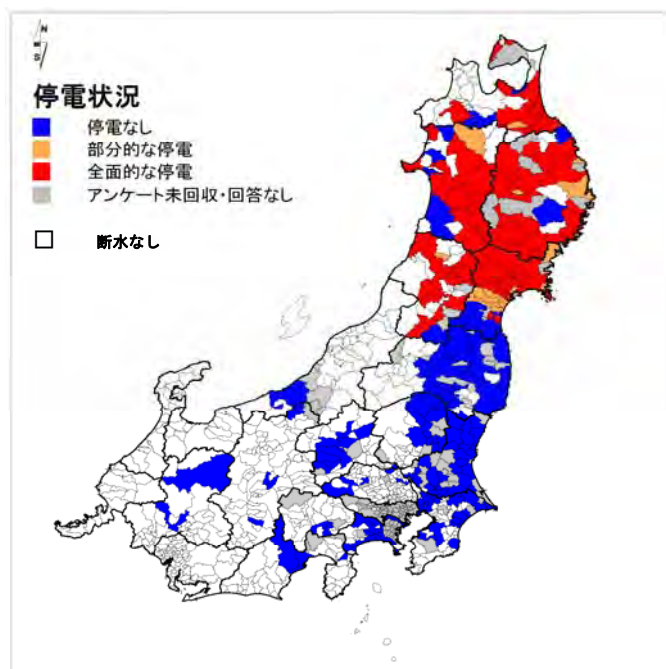 N
S
停電状況
停電なし
部分的な停電
全面的な停電
アンケート未回収・回答なし
断水なし